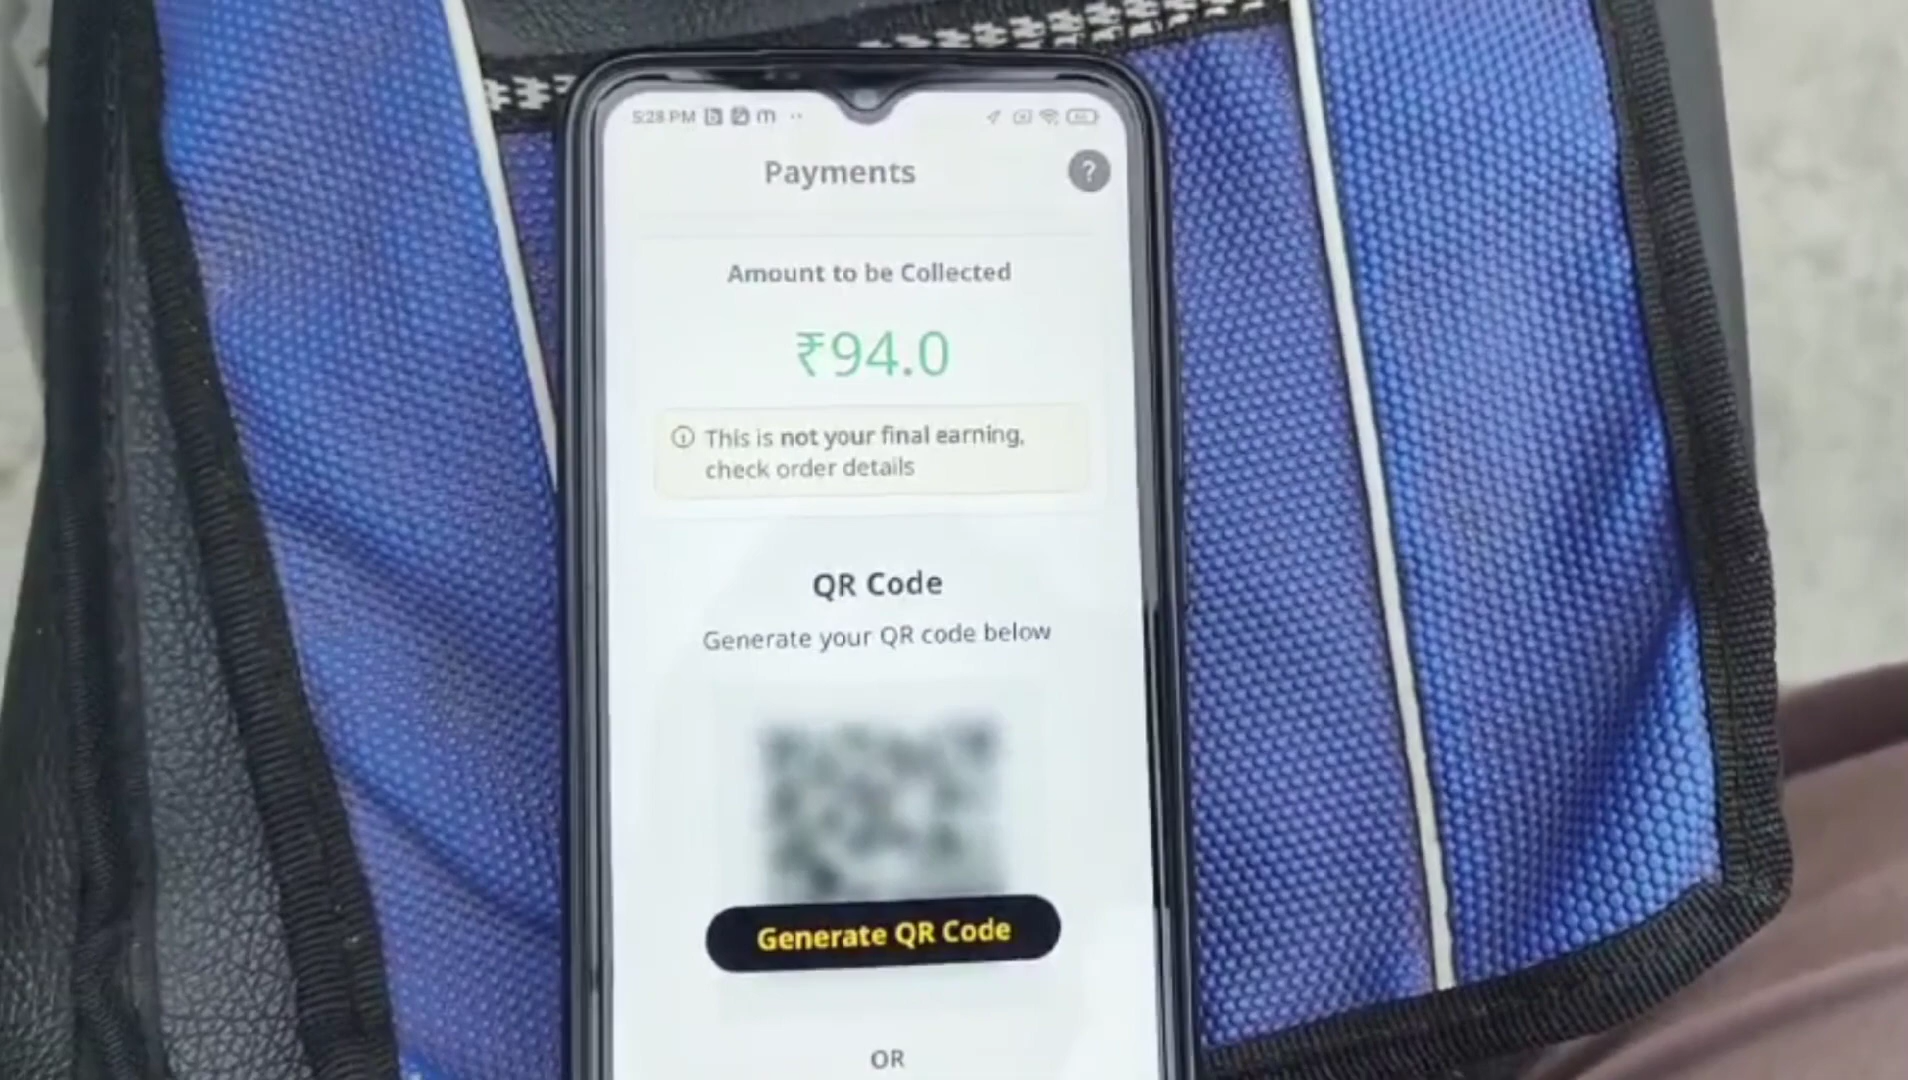 5:28 PM
Payments
?
Amount to be Collected
₹94.0
This is not your final earning,
check order details
QR Code
Generate your QR code below
Generate QR Code
OR